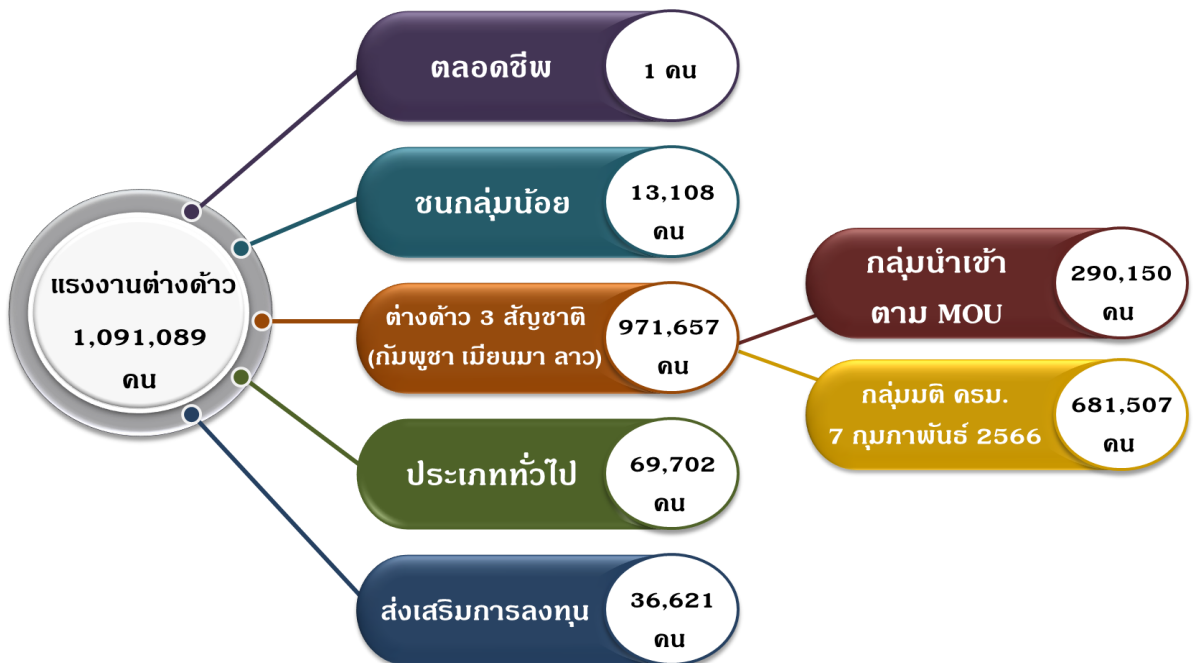 แรงงานต่างด้าว
1,091,089
คน
ตลอดชีพ
1 คน
ชนกลุ่มน้อย
13,108
คน
ต่างด้าว 3 สัญชาติ
(กัมพูชา เมียนมา ลาว)
971,657
คน
กลุ่มนำเข้า
ตาม MOU
290,150
คน
กลุ่มมติ ครม.
7 กุมภาพันธ์ 2566
681,507
คน
ประเภททั่วไป
69,702
คน
ส่งเสริมการลงทุน
36,621
คน